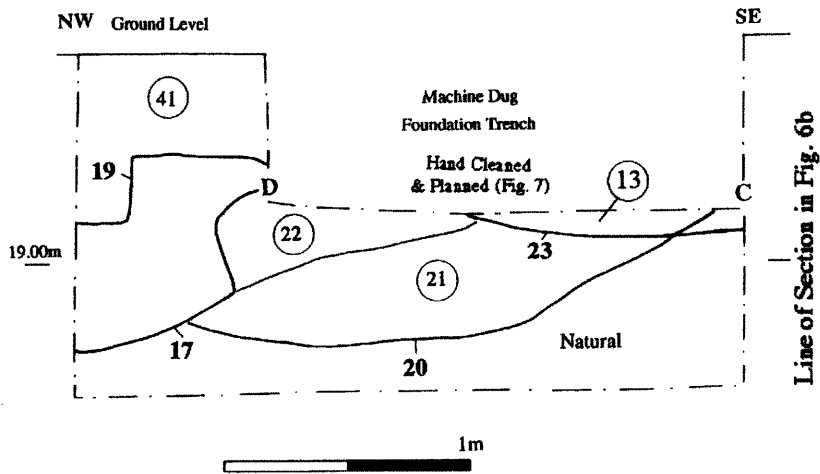 NW Ground Level
SE
41
Machine Dug
Foundation Trench
Hand Cleaned
& Planned (Fig. 7)
19
D
13
C
22
23
19.00m
21
17
20
Natural
Line of Section in Fig. 6b
1m